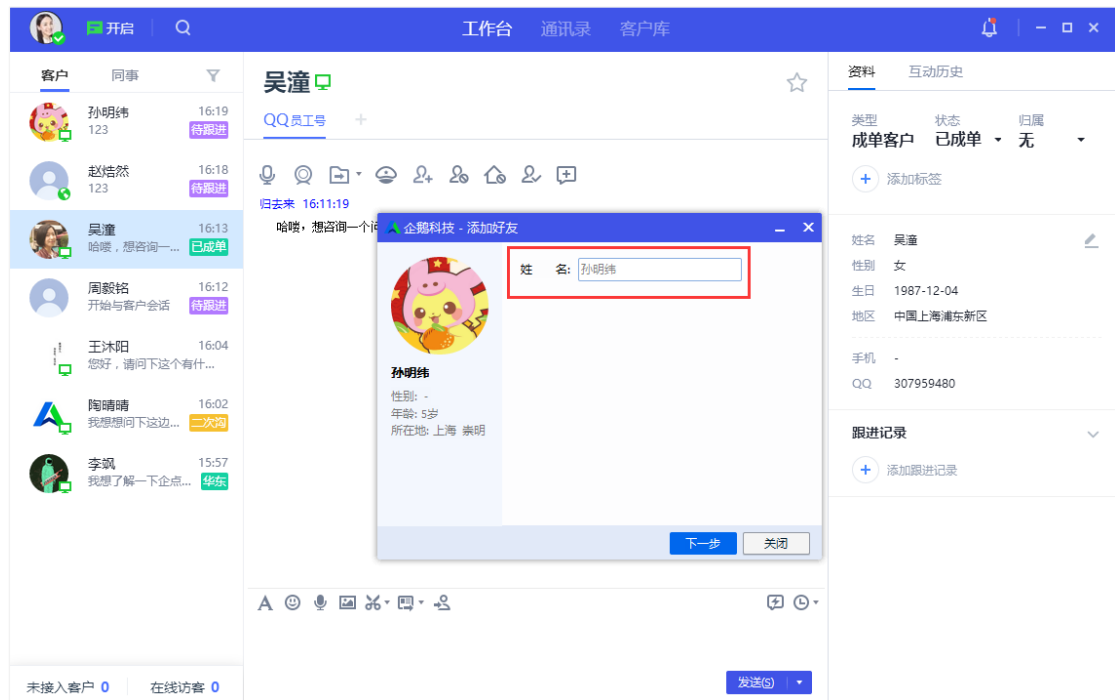 开启
工作台 通讯录 客户库
客户 同事
孙明纬 16:19
123 待跟进
赵焅然 16:18
123 待跟进
吴潼 16:13
哈喽，想咨询一... 已成单
周毅铭 16:12
开始与客户会话 待跟进
王沐阳 16:04
您好，请问下这个有什...
陶晴晴 16:02
我想想问下这边... 二次沟
李飒 15:57
我想了解一下企点... 华东
未接入客户 0 在线访客 0
吴潼
QQ员工号 +
归去来 16:11:19
哈喽，想咨询一个
企鹅科技 - 添加好友
姓 名: 孙明纬
孙明纬
性别: -
年龄: 5岁
所在地: 上海 崇明
下一步 关闭
发送(S)
资料 互动历史
类型 状态 归属
成单客户 已成单 无
添加标签
姓名 吴潼
性别 女
生日 1987-12-04
地区 中国上海浦东新区
手机 -
QQ 307959480
跟进记录
添加跟进记录